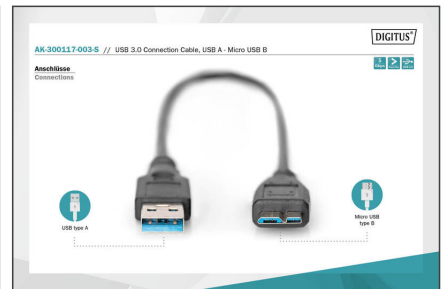 DIGITUS®
AK-300117-003-S // USB 3.0 Connection Cable, USB A - Micro USB B
Anschlüsse
Connections
USB type A
Micro USB
type B